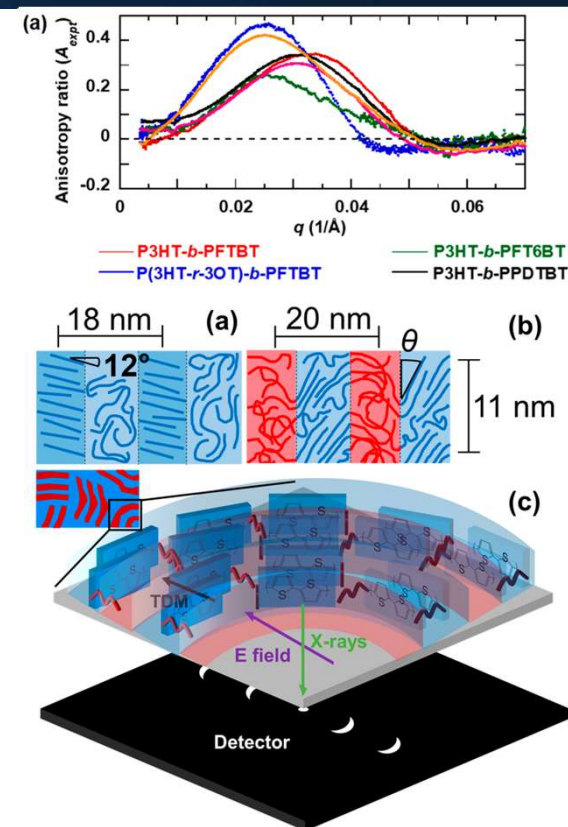 (a)
Anisotropy ratio (A_expt)
0.4
0.2
0
-0.2
0 0.02 0.04 0.06
q (1/Å)
P3HT-b-PFTBT
P3HT-b-PFT6BT
P(3HT-r-3OT)-b-PFTBT
P3HT-b-PPDTBT
18 nm (a)
20 nm (b)
12°
θ
11 nm
(c)
S S S S S S S S
TDM
X-rays
E field
Detector